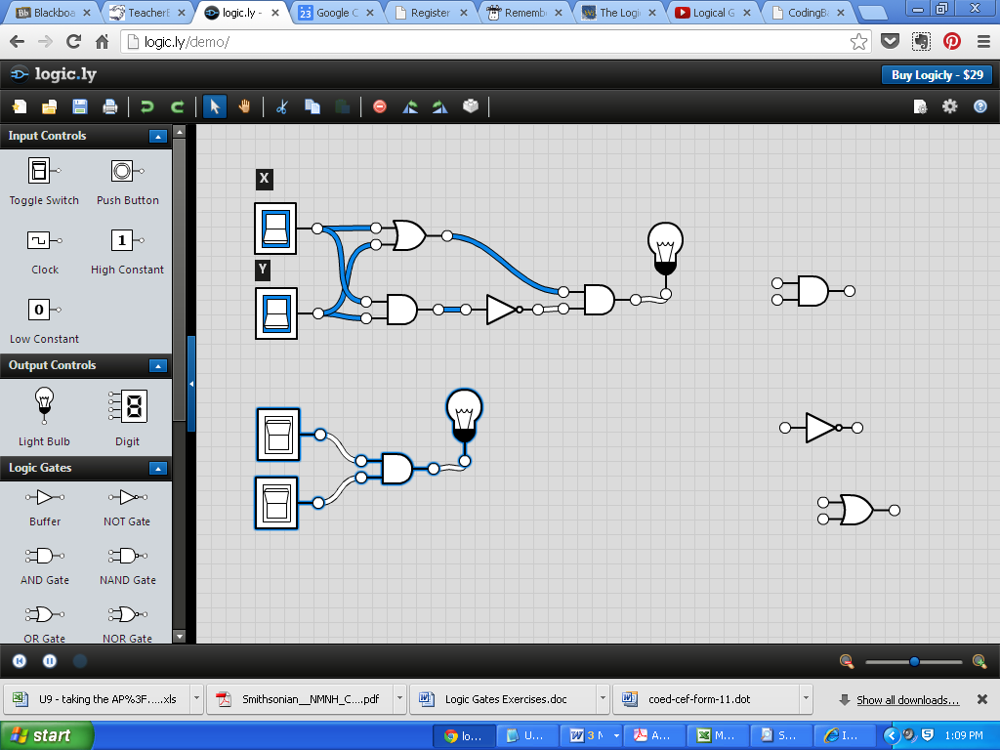 Blackboa
TeacherE
logic.ly -
23 Google C
Register
Rememb
The Logi
Logical G
CodingBa
logic.ly/demo/
logic.ly
Buy Logicly - $29
Input Controls
Toggle Switch
Push Button
Clock
1
High Constant
0
Low Constant
Output Controls
Light Bulb
Digit
Logic Gates
Buffer
NOT Gate
AND Gate
NAND Gate
OR Gate
NOR Gate
X
Y
U9 - taking the AP%3F....xls
Smithsonian__NMNH_C....pdf
Logic Gates Exercises.doc
coed-cef-form-11.dot
Show all downloads...
start
lo...
U...
3 M
A...
M...
S...
I...
1:09 PM